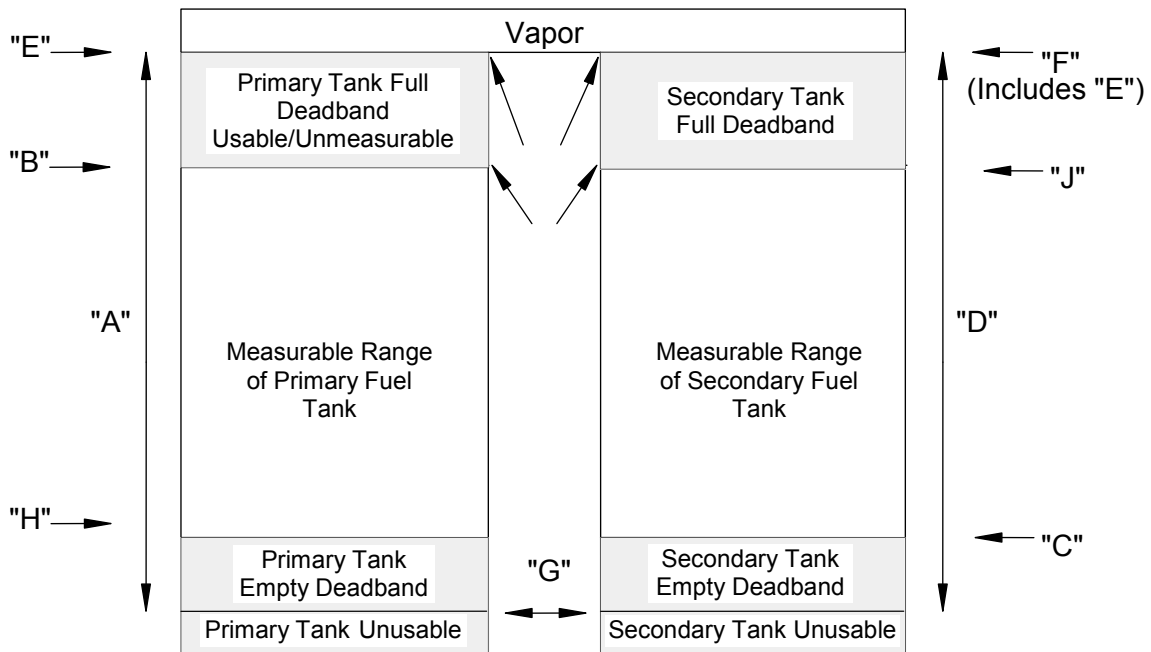 Vapor
"E"
"F"
(Includes "E")
Primary Tank Full
Deadband
Usable/Unmeasurable
Secondary Tank
Full Deadband
"B"
"J"
"A"
"D"
Measurable Range
of Primary Fuel
Tank
Measurable Range
of Secondary Fuel
Tank
"H"
"C"
Primary Tank
Empty Deadband
"G"
Secondary Tank
Empty Deadband
Primary Tank Unusable
Secondary Tank Unusable